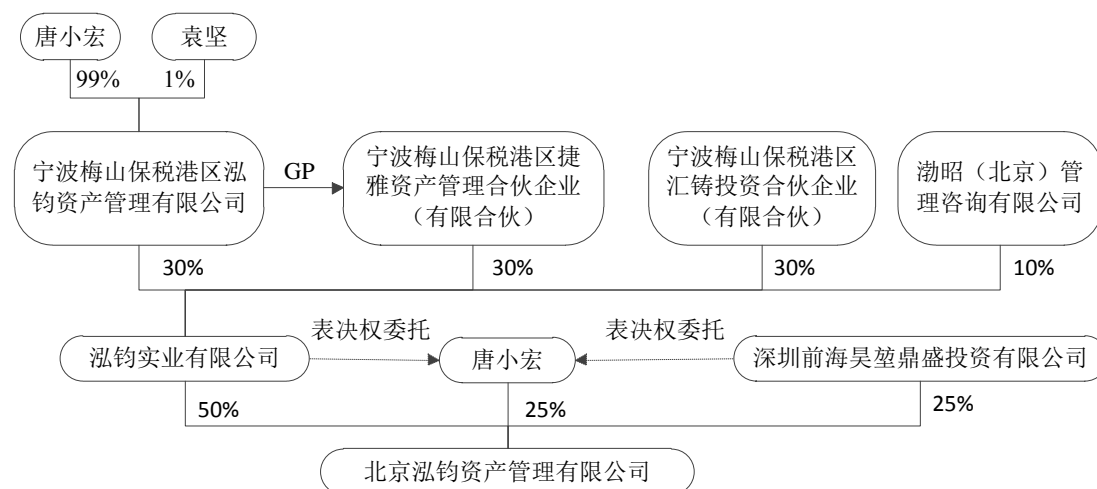 唐小宏
袁坚
99%
1%
宁波梅山保税港区泓
钧资产管理有限公司
GP
宁波梅山保税港区捷
雅资产管理合伙企业
（有限合伙）
宁波梅山保税港区
汇铸投资合伙企业
（有限合伙）
渤昭（北京）管
理咨询有限公司
30%
30%
30%
10%
泓钧实业有限公司
表决权委托
唐小宏
表决权委托
深圳前海昊堃鼎盛投资有限公司
50%
25%
25%
北京泓钧资产管理有限公司